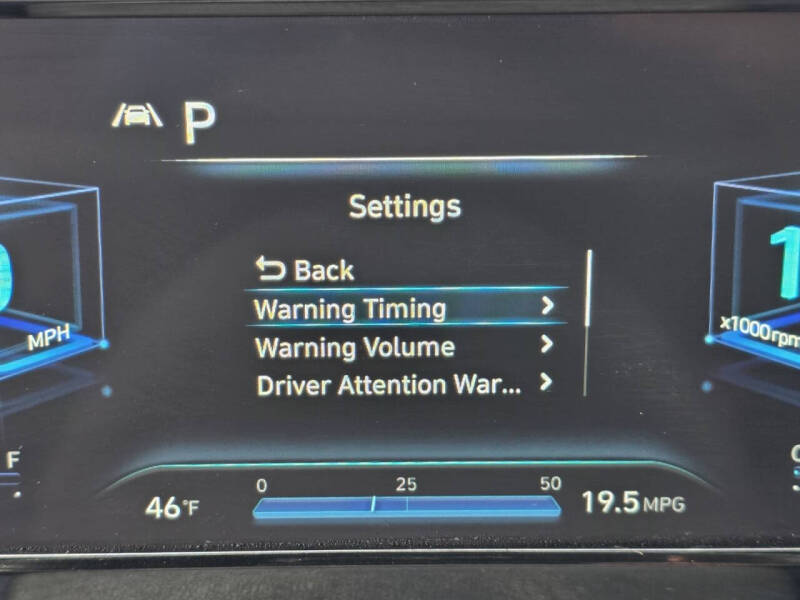 P
Settings
Back
Warning Timing
Warning Volume
Driver Attention War...
MPH
x1000rpm
F
0 25 50
46°F
19.5 MPG